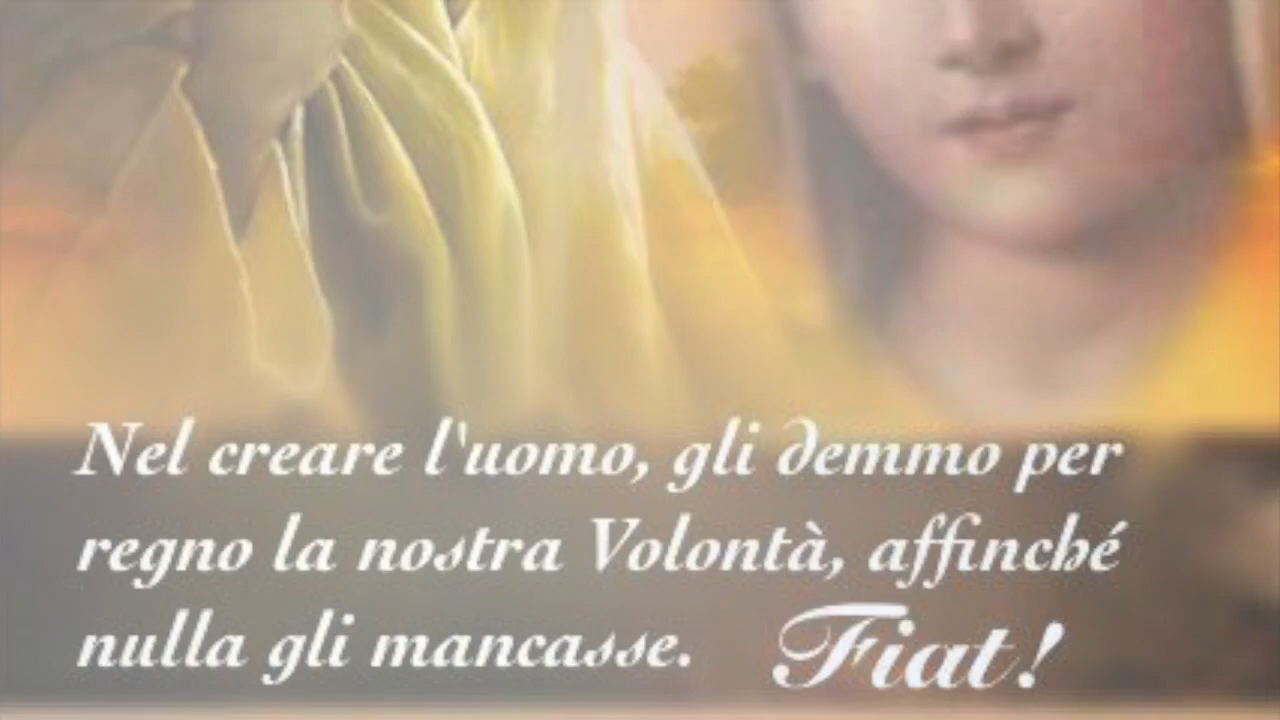 Nel creare l'uomo, gli demmo per
regno la nostra Volontà, affinché
nulla gli mancasse. Fiat!